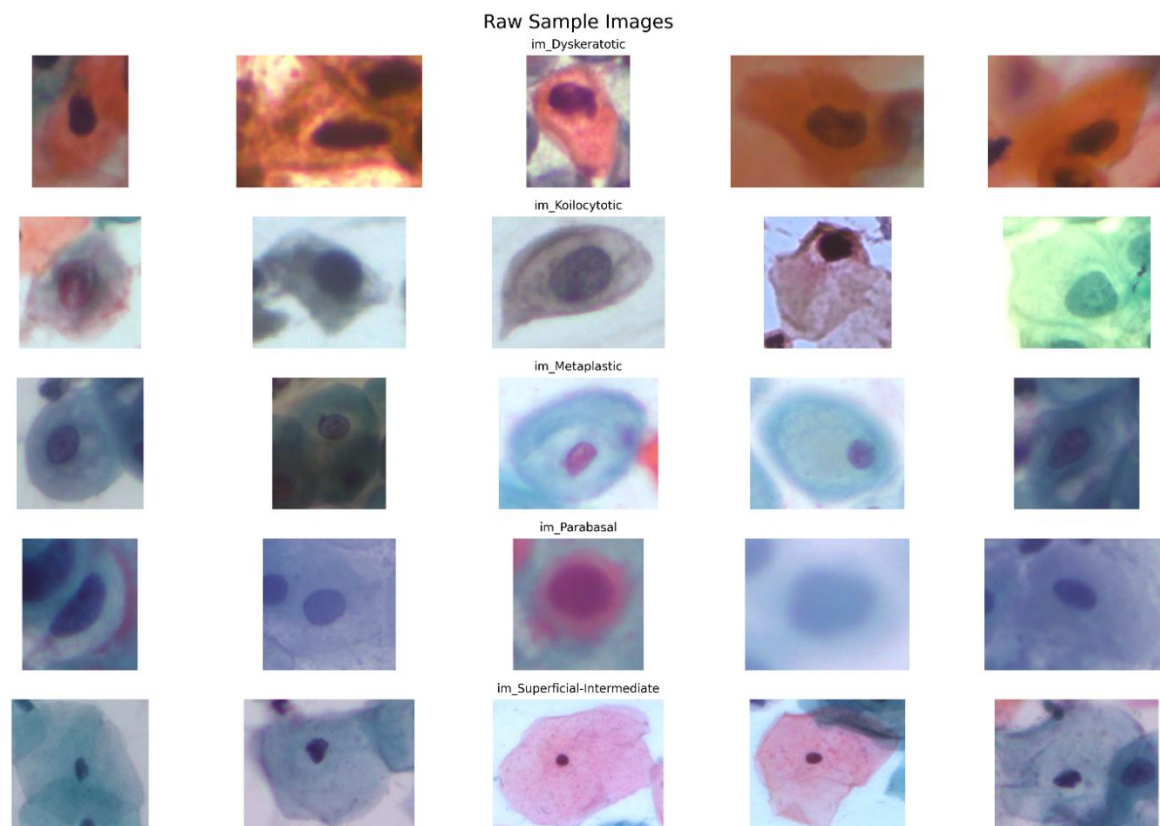 Raw Sample Images
im_Dyskeratotic
im_Koilocytotic
im_Metaplastic
im_Parabasal
im_Superficial-Intermediate